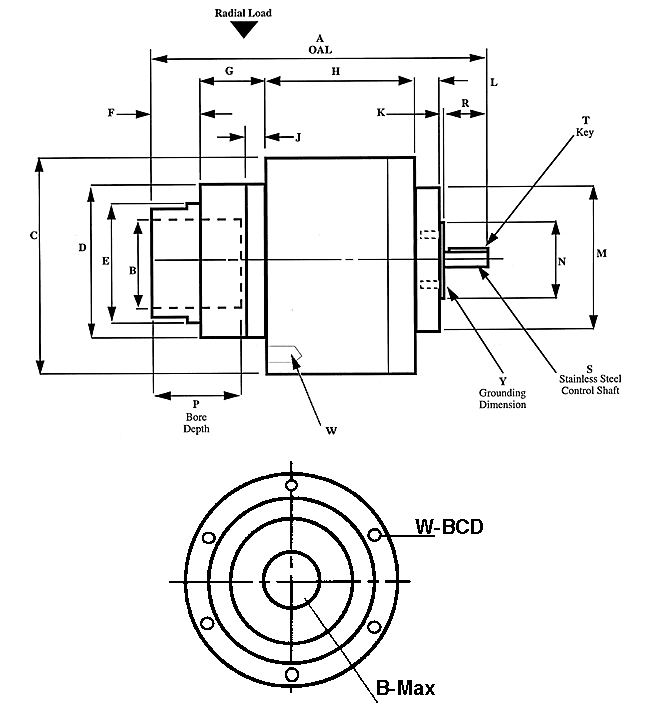 Radial Load
A
OAL
G
H
L
F
K
R
J
T
Key
C
D
E
B
N
M
P
Bore
Depth
W
Y
Grounding
Dimension
S
Stainless Steel
Control Shaft
W-BCD
B-Max